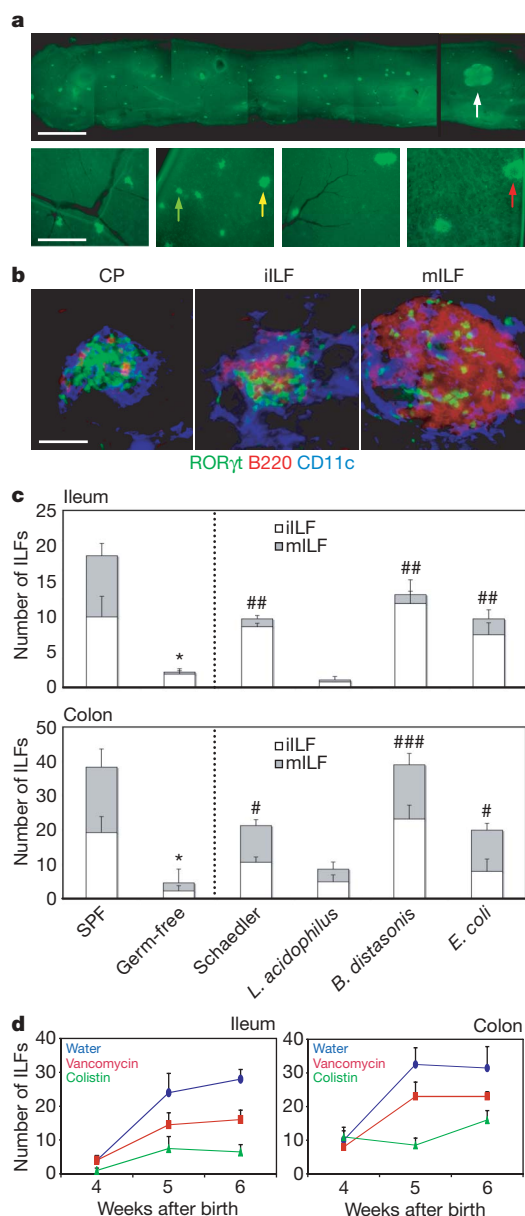 a
b
CP iILF mILF
RORγt B220 CD11c
c
Ileum
Number of ILFs
25
20
15
10
5
0
iILF
mILF
*
##
##
##
Colon
Number of ILFs
50
40
30
20
10
0
iILF
mILF
*
#
###
#
SPF
Germ-free
Schaedler
L. acidophilus
B. distasonis
E. coli
d
Ileum
Number of ILFs
40
30
20
10
0
Water
Vancomycin
Colistin
4 5 6
Weeks after birth
Colon
40
30
20
10
0
Water
Vancomycin
Colistin
4 5 6
Weeks after birth